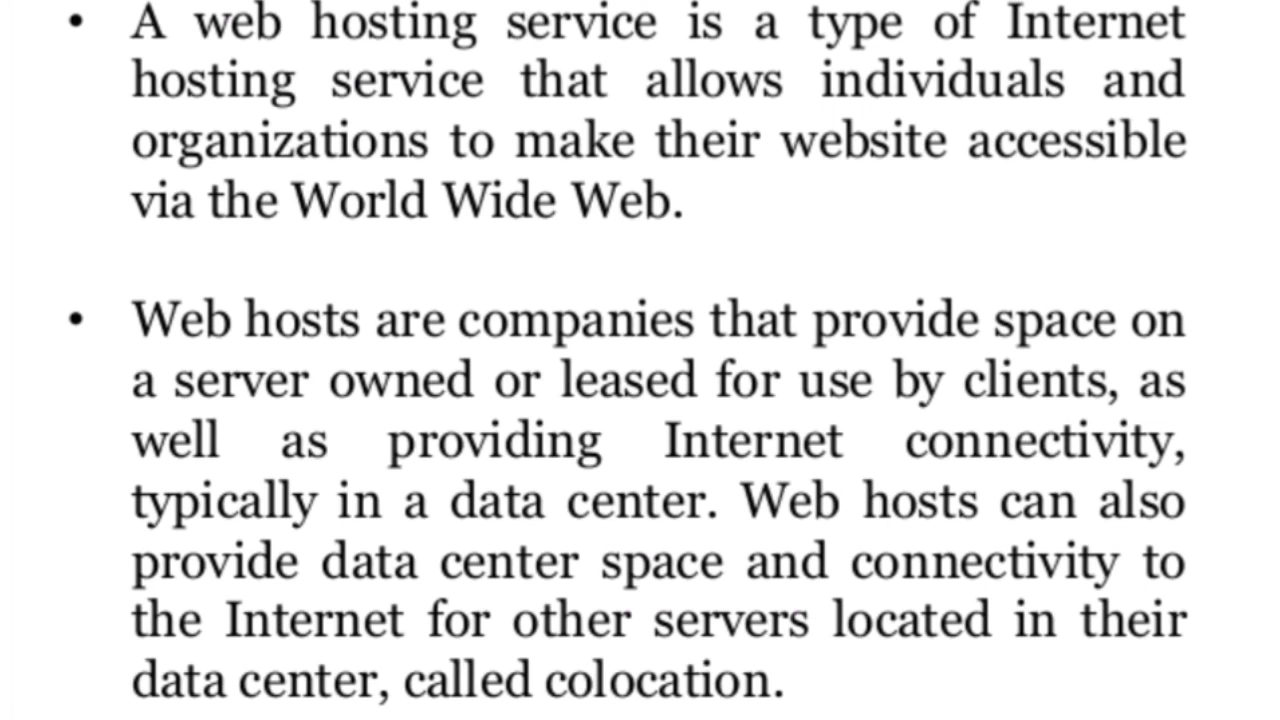 • A web hosting service is a type of Internet
hosting service that allows individuals and
organizations to make their website accessible
via the World Wide Web.
• Web hosts are companies that provide space on
a server owned or leased for use by clients, as
well as providing Internet connectivity,
typically in a data center. Web hosts can also
provide data center space and connectivity to
the Internet for other servers located in their
data center, called colocation.